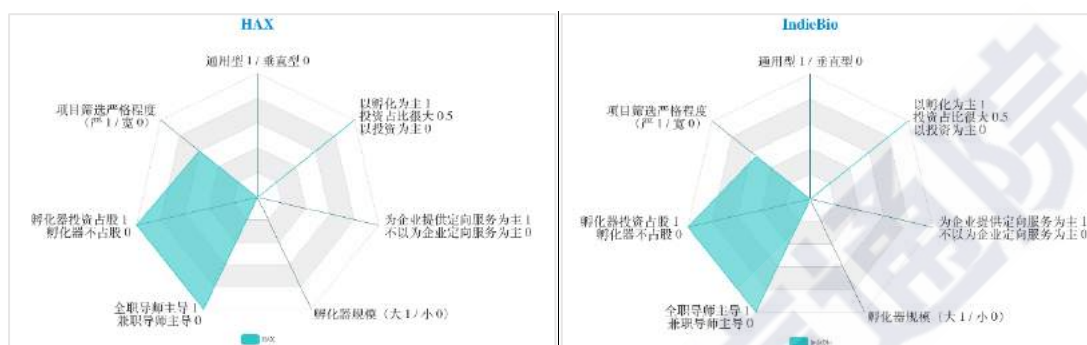 HAX
通用型 1 / 垂直型 0
以孵化为主 1
投资占比很大 0.5
以投资为主 0
项目筛选严格程度
（严 1 / 宽 0）
孵化器投资占股 1
孵化器不占股 0
为企业提供定向服务为主 1
不以为企业定向服务为主 0
全职导师主导 1
兼职导师主导 0
孵化器规模（大 1 / 小 0）
HAX
IndieBio
通用型 1 / 垂直型 0
以孵化为主 1
投资占比很大 0.5
以投资为主 0
项目筛选严格程度
（严 1 / 宽 0）
孵化器投资占股 1
孵化器不占股 0
为企业提供定向服务为主 1
不以为企业定向服务为主 0
全职导师主导 1
兼职导师主导 0
孵化器规模（大 1 / 小 0）